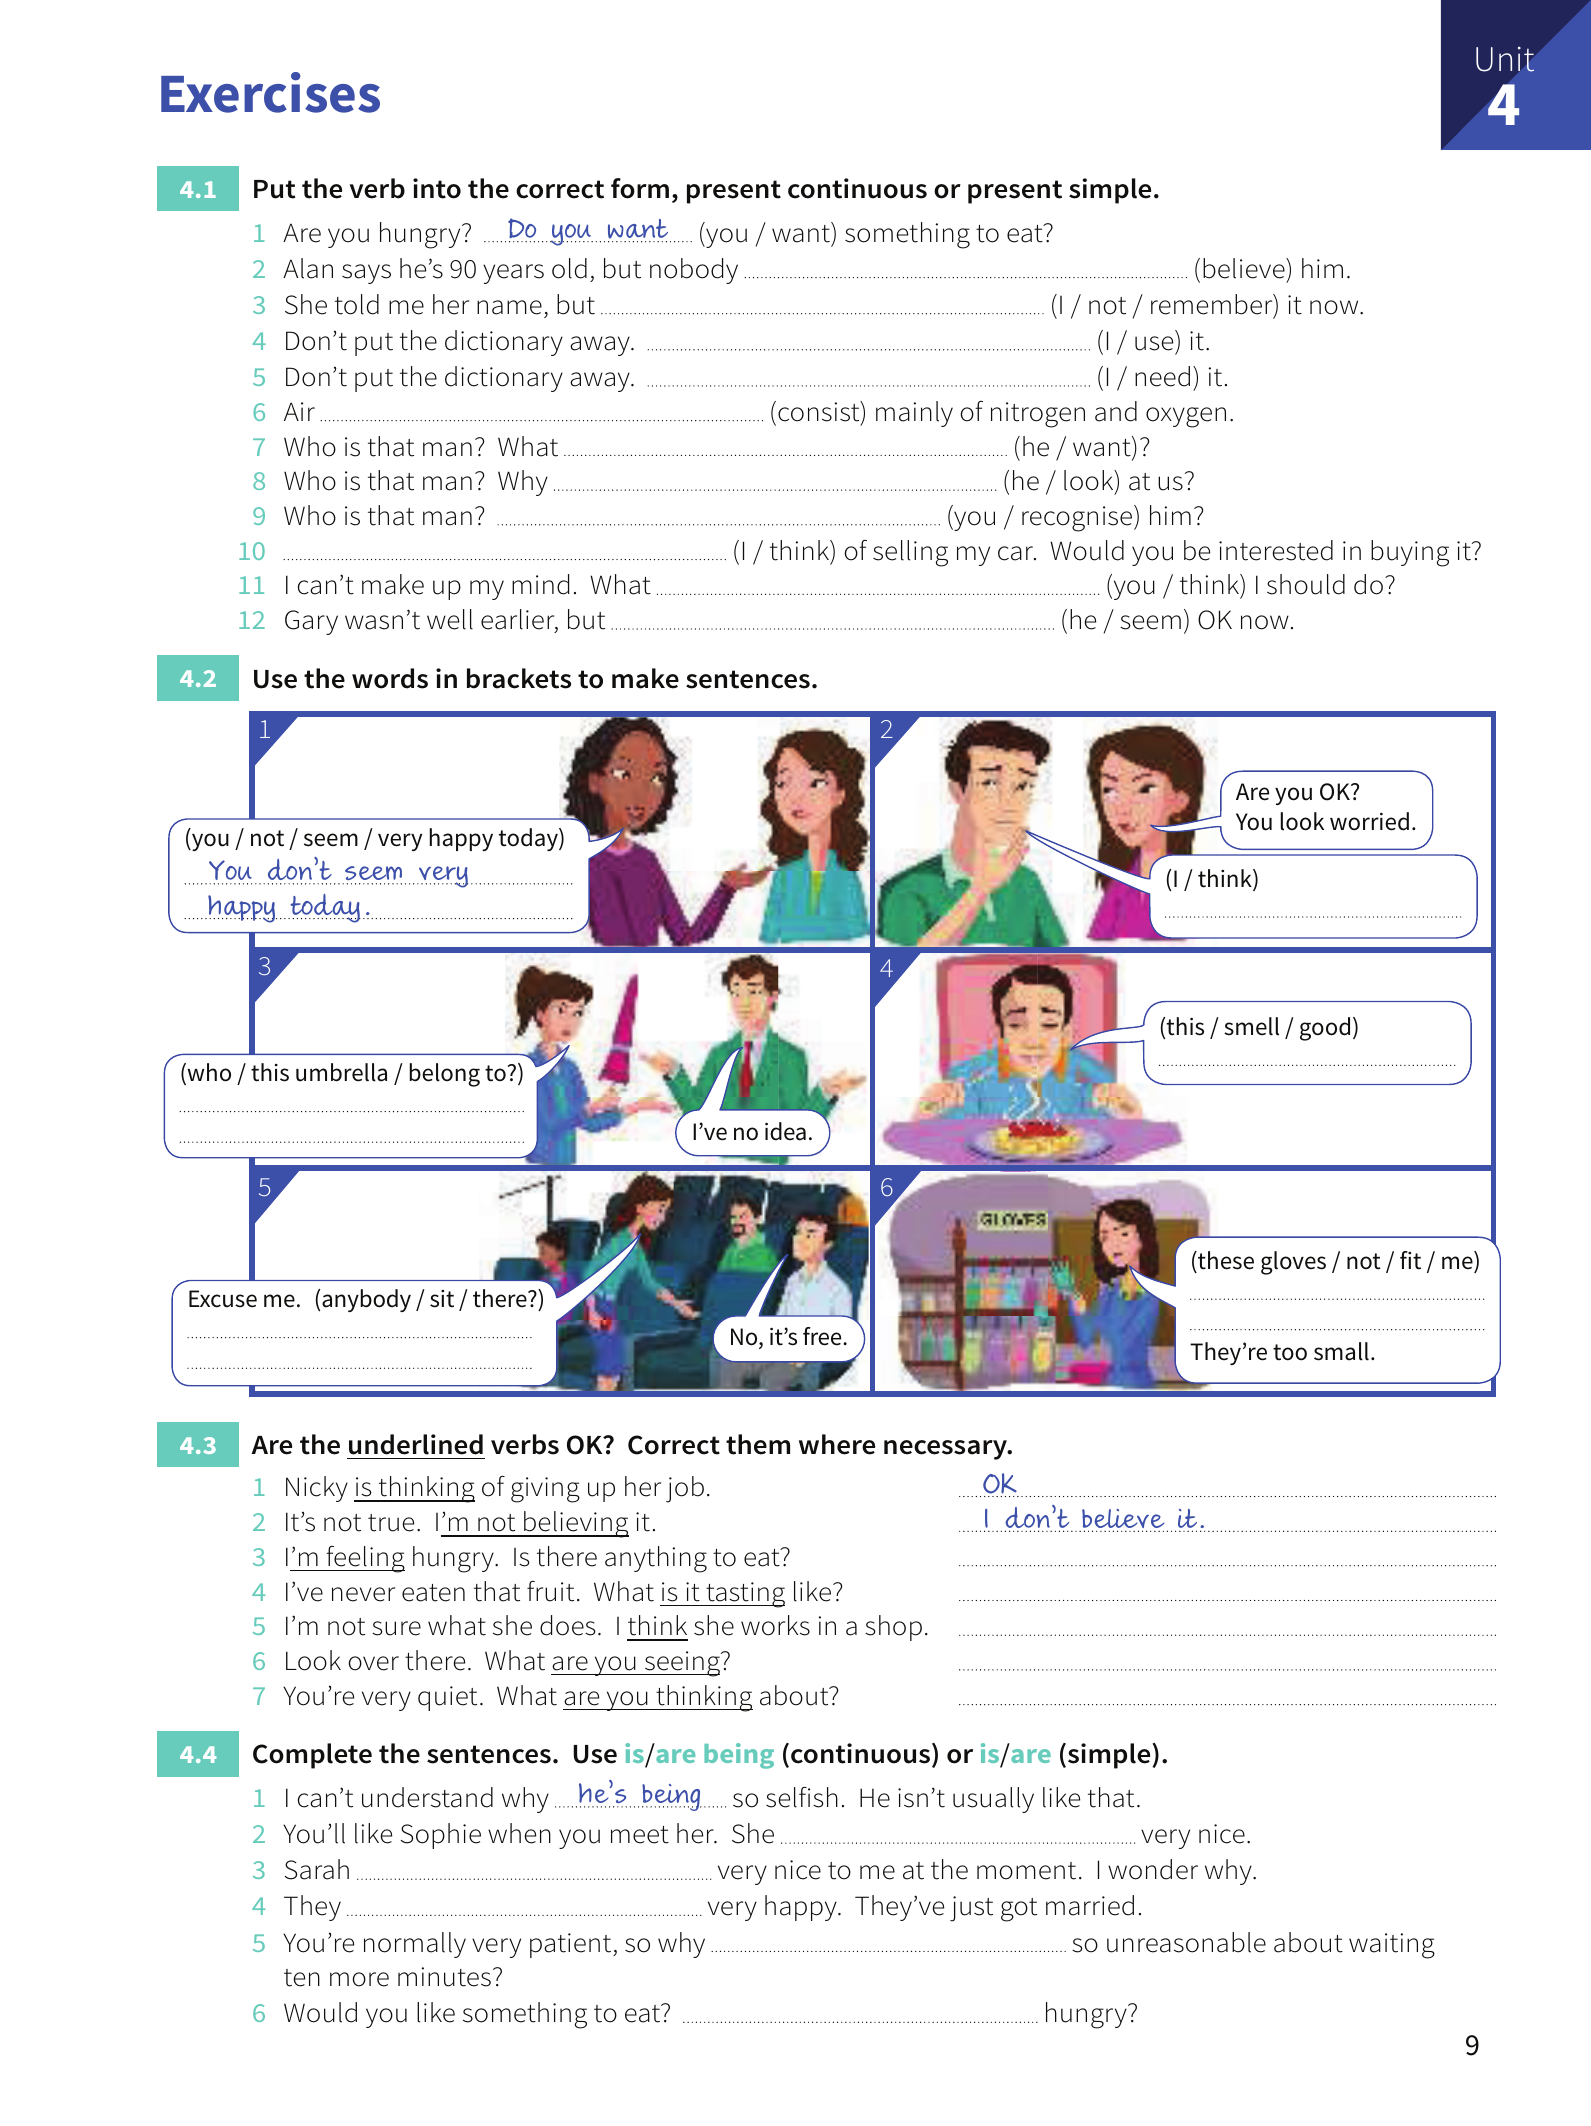 Unit
4
Exercises
4.1 Put the verb into the correct form, present continuous or present simple.
1 Are you hungry? Do you want (you / want) something to eat?
2 Alan says he’s 90 years old, but nobody (believe) him.
3 She told me her name, but (I / not / remember) it now.
4 Don’t put the dictionary away. (I / use) it.
5 Don’t put the dictionary away. (I / need) it.
6 Air (consist) mainly of nitrogen and oxygen.
7 Who is that man? What (he / want)?
8 Who is that man? Why (he / look) at us?
9 Who is that man? (you / recognise) him?
10 (I / think) of selling my car. Would you be interested in buying it?
11 I can’t make up my mind. What (you / think) I should do?
12 Gary wasn’t well earlier, but (he / seem) OK now.
4.2 Use the words in brackets to make sentences.
1
(you / not / seem / very happy today)
You don’t seem very
happy today.
2
Are you OK?
You look worried.
(I / think)
3
(who / this umbrella / belong to?)
I’ve no idea.
4
(this / smell / good)
5
Excuse me. (anybody / sit / there?)
No, it’s free.
6
GLOVES
(these gloves / not / fit / me)
They’re too small.
4.3 Are the underlined verbs OK? Correct them where necessary.
1 Nicky is thinking of giving up her job. OK
2 It’s not true. I’m not believing it. I don’t believe it.
3 I’m feeling hungry. Is there anything to eat?
4 I’ve never eaten that fruit. What is it tasting like?
5 I’m not sure what she does. I think she works in a shop.
6 Look over there. What are you seeing?
7 You’re very quiet. What are you thinking about?
4.4 Complete the sentences. Use is/are being (continuous) or is/are (simple).
1 I can’t understand why he’s being so selfish. He isn’t usually like that.
2 You’ll like Sophie when you meet her. She very nice.
3 Sarah very nice to me at the moment. I wonder why.
4 They very happy. They’ve just got married.
5 You’re normally very patient, so why so unreasonable about waiting
ten more minutes?
6 Would you like something to eat? hungry?
9